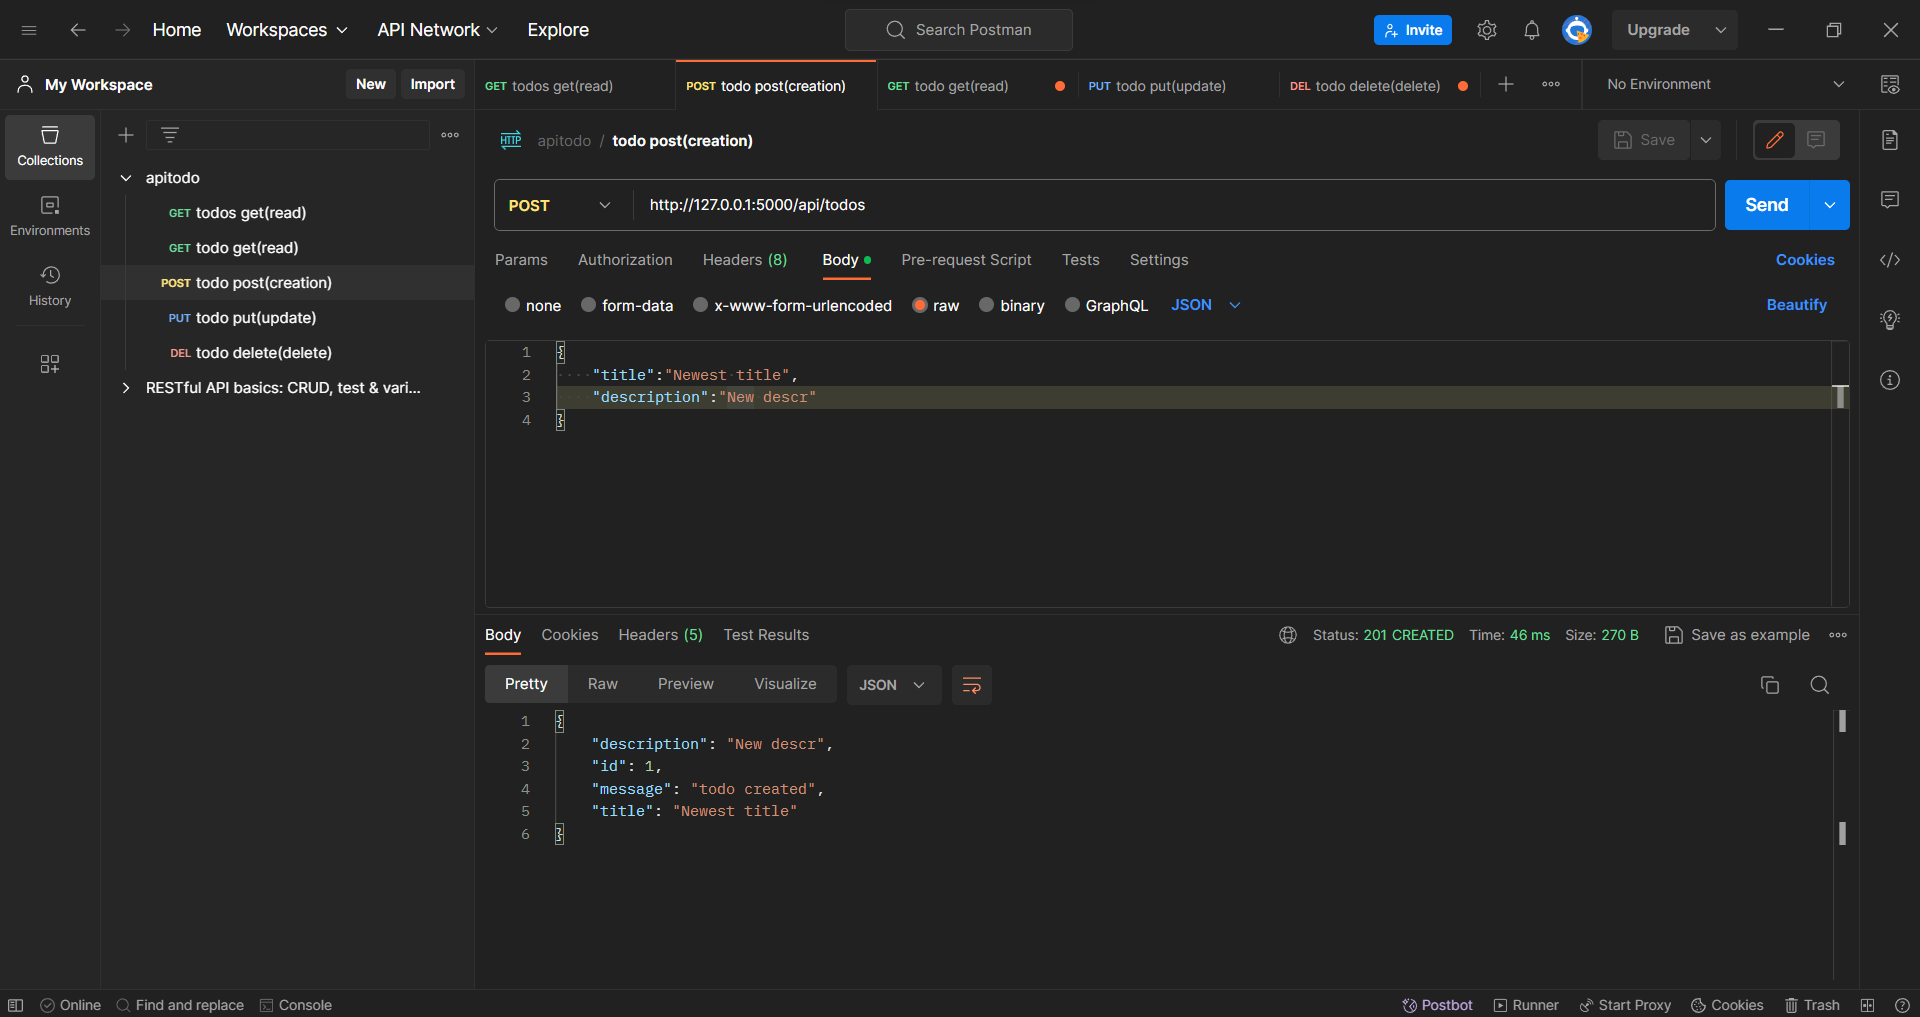 Home Workspaces API Network Explore Search Postman Invite Upgrade
My Workspace New Import
GET todos get(read) POST todo post(creation) GET todo get(read) PUT todo put(update) DEL todo delete(delete) No Environment
Collections
Environments
History
apitodo
GET todos get(read)
GET todo get(read)
POST todo post(creation)
PUT todo put(update)
DEL todo delete(delete)
RESTful API basics: CRUD, test & vari...
HTTP apitodo / todo post(creation) Save
POST http://127.0.0.1:5000/api/todos Send
Params Authorization Headers (8) Body Pre-request Script Tests Settings Cookies
none form-data x-www-form-urlencoded raw binary GraphQL JSON Beautify
1 {
2 "title":"Newest title",
3 "description":"New descr"
4 }
Body Cookies Headers (5) Test Results Status: 201 CREATED Time: 46 ms Size: 270 B Save as example
Pretty Raw Preview Visualize JSON
1 {
2 "description": "New descr",
3 "id": 1,
4 "message": "todo created",
5 "title": "Newest title"
6 }
Online Find and replace Console Postbot Runner Start Proxy Cookies Trash